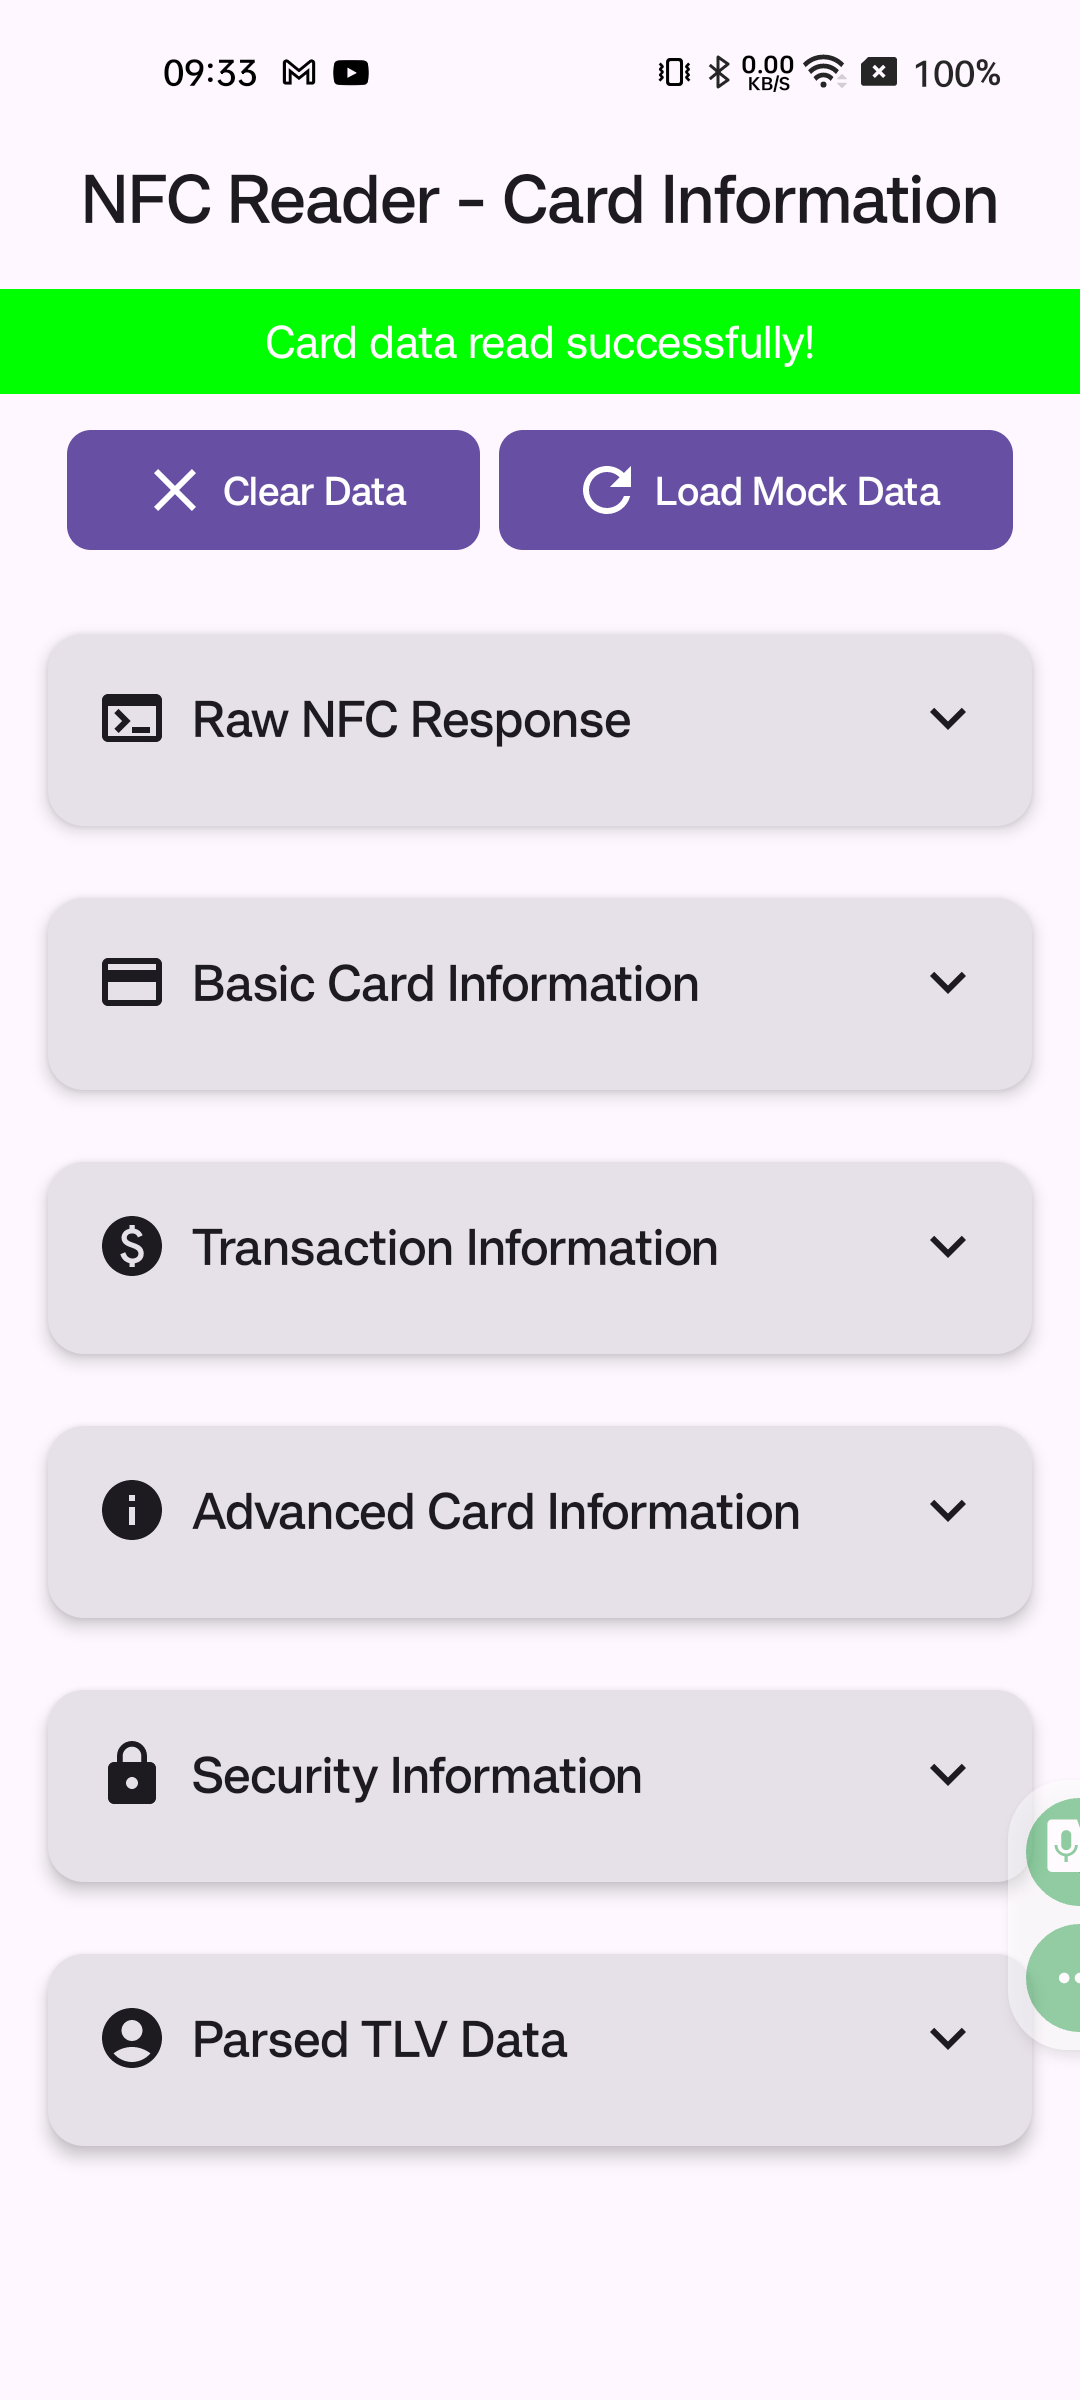 09:33 0.00 KB/S 100%
NFC Reader - Card Information
Card data read successfully!
Clear Data
Load Mock Data
Raw NFC Response
Basic Card Information
Transaction Information
Advanced Card Information
Security Information
Parsed TLV Data